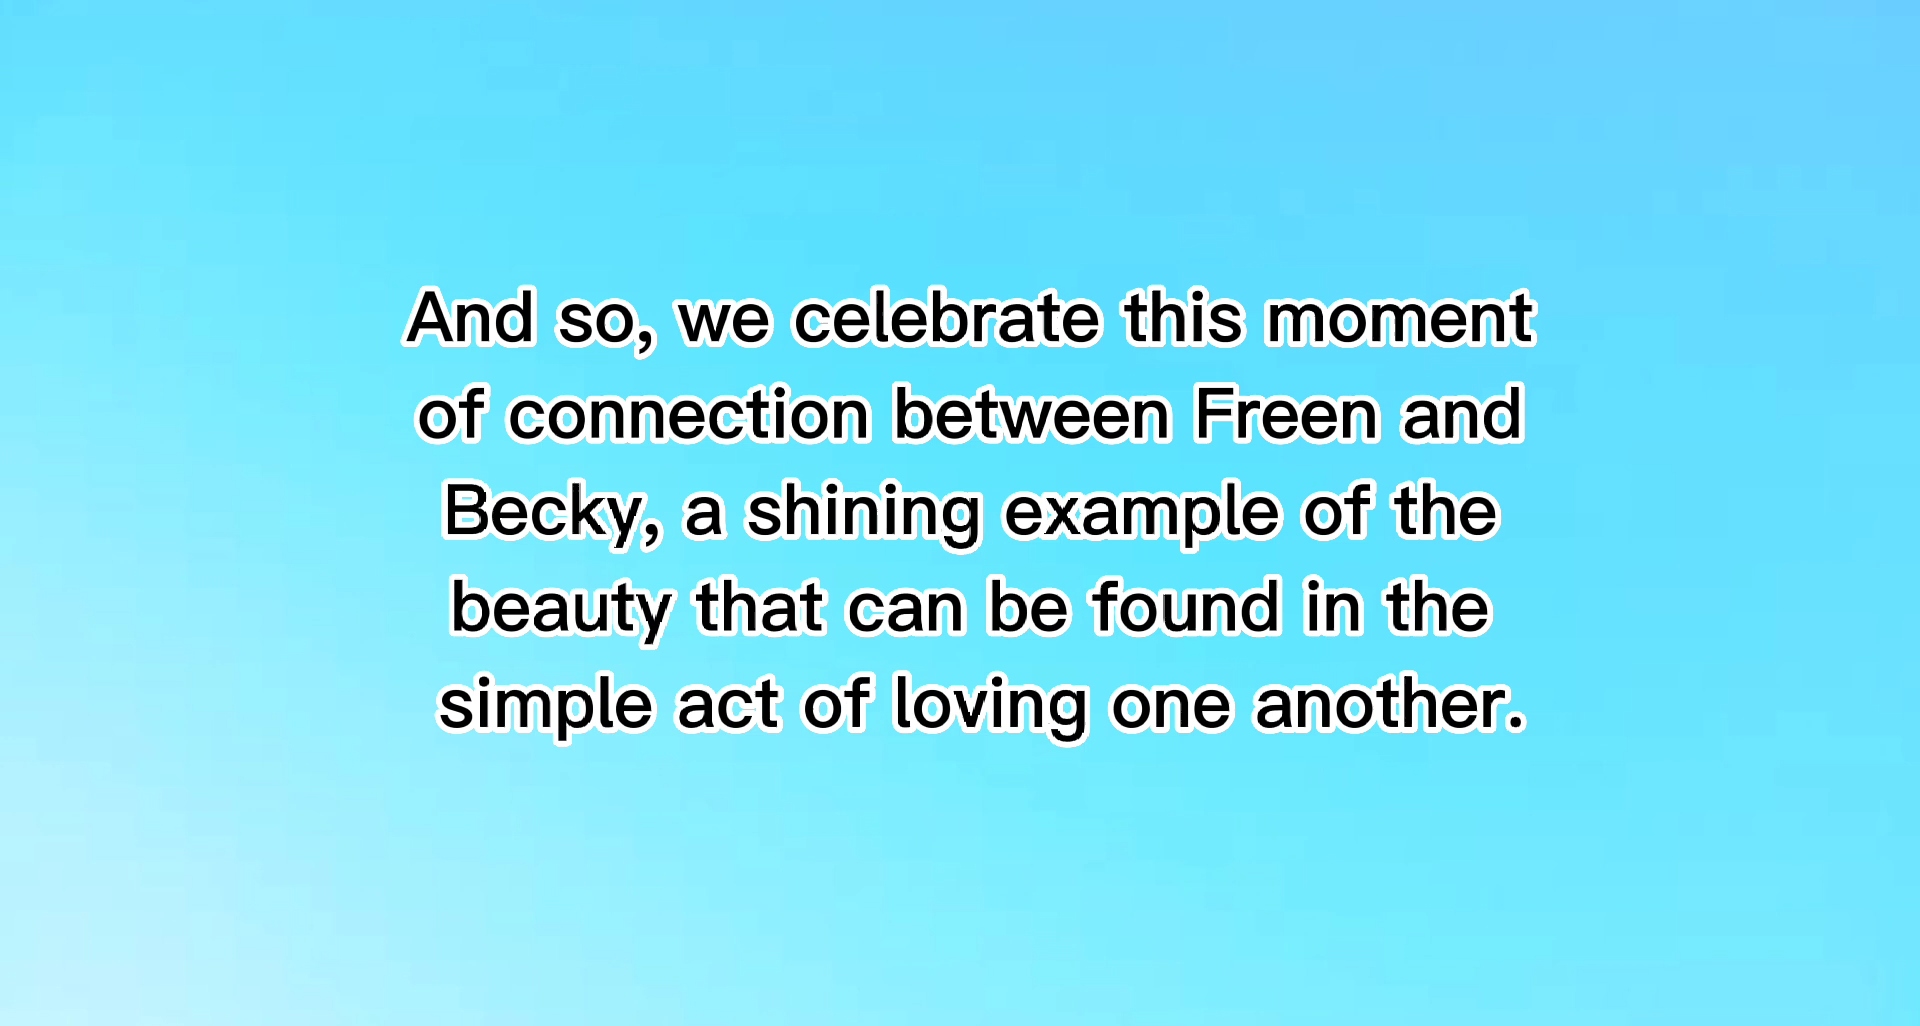 And so, we celebrate this moment
of connection between Freen and
Becky, a shining example of the
beauty that can be found in the
simple act of loving one another.